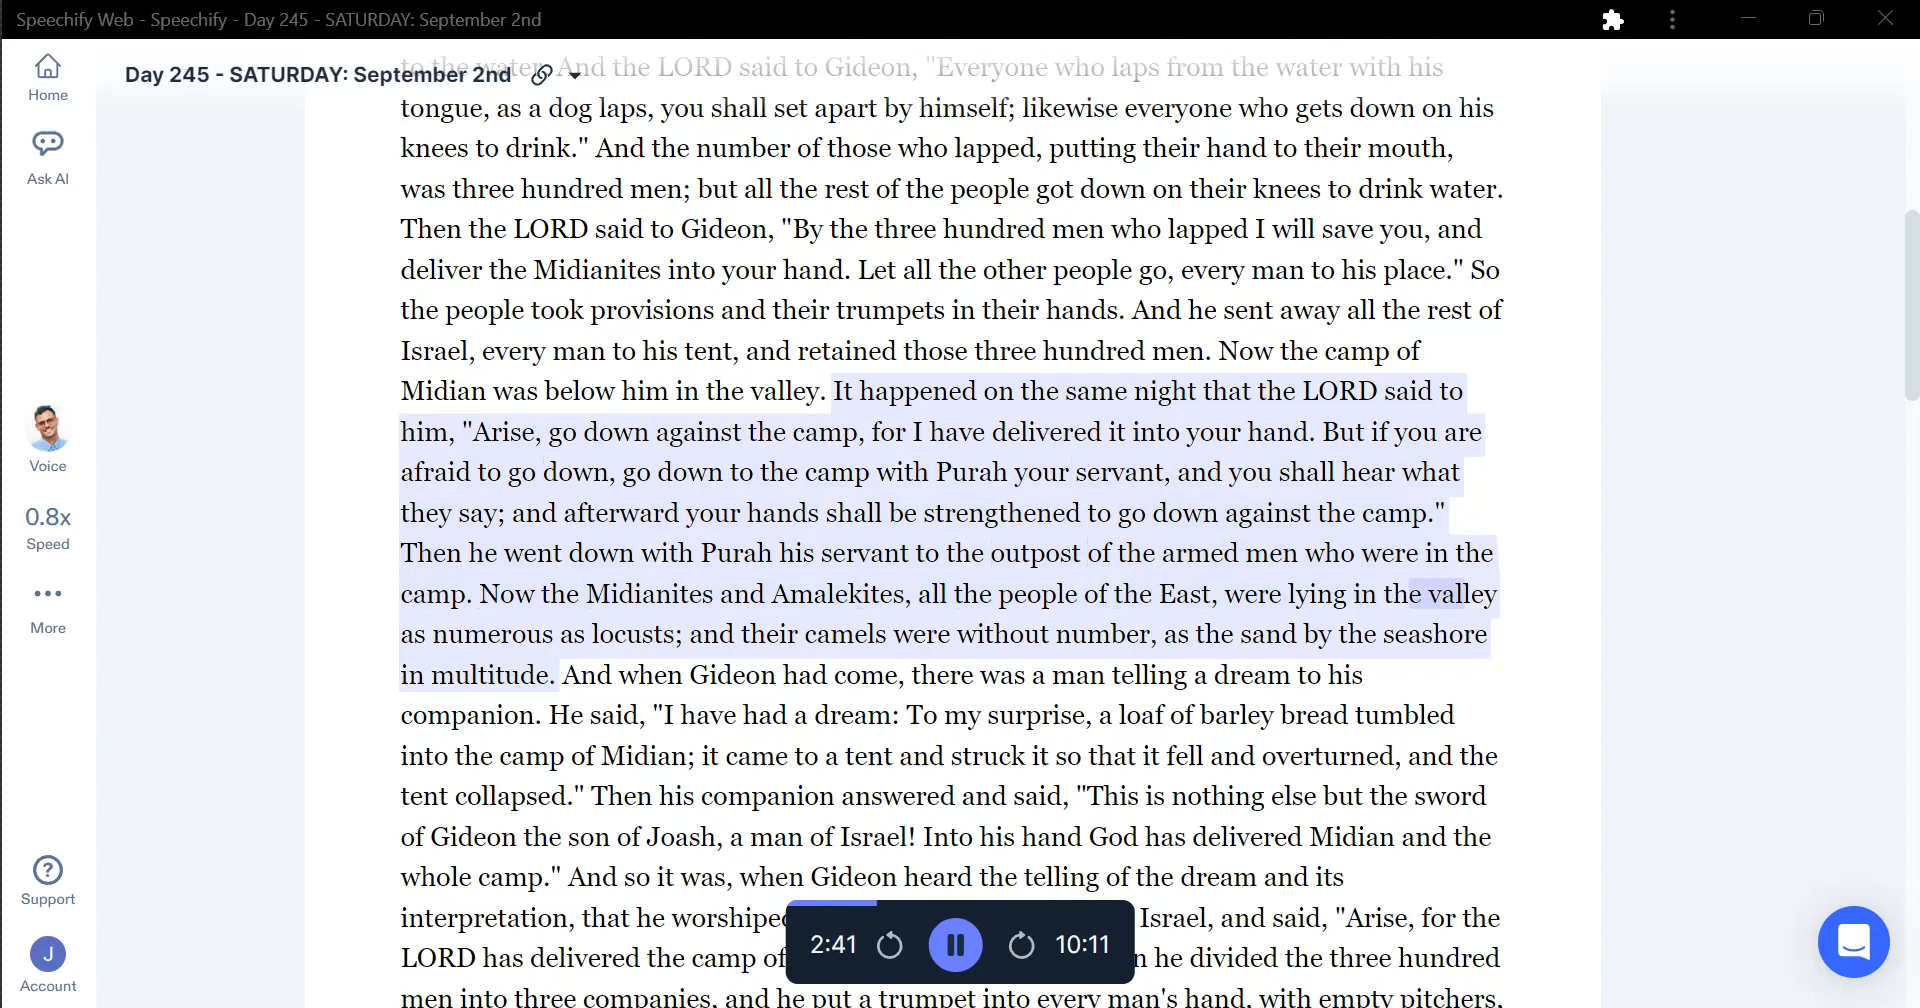 Speechify Web - Speechify - Day 245 - SATURDAY: September 2nd
Home
Ask AI
Voice
0.8x
Speed
More
Support
J
Account
Day 245 - SATURDAY: September 2nd
to the water. And the LORD said to Gideon, "Everyone who laps from the water with his
tongue, as a dog laps, you shall set apart by himself; likewise everyone who gets down on his
knees to drink." And the number of those who lapped, putting their hand to their mouth,
was three hundred men; but all the rest of the people got down on their knees to drink water.
Then the LORD said to Gideon, "By the three hundred men who lapped I will save you, and
deliver the Midianites into your hand. Let all the other people go, every man to his place." So
the people took provisions and their trumpets in their hands. And he sent away all the rest of
Israel, every man to his tent, and retained those three hundred men. Now the camp of
Midian was below him in the valley. It happened on the same night that the LORD said to
him, "Arise, go down against the camp, for I have delivered it into your hand. But if you are
afraid to go down, go down to the camp with Purah your servant, and you shall hear what
they say; and afterward your hands shall be strengthened to go down against the camp."
Then he went down with Purah his servant to the outpost of the armed men who were in the
camp. Now the Midianites and Amalekites, all the people of the East, were lying in the valley
as numerous as locusts; and their camels were without number, as the sand by the seashore
in multitude. And when Gideon had come, there was a man telling a dream to his
companion. He said, "I have had a dream: To my surprise, a loaf of barley bread tumbled
into the camp of Midian; it came to a tent and struck it so that it fell and overturned, and the
tent collapsed." Then his companion answered and said, "This is nothing else but the sword
of Gideon the son of Joash, a man of Israel! Into his hand God has delivered Midian and the
whole camp." And so it was, when Gideon heard the telling of the dream and its
interpretation, that he Israel, and said, "Arise, for the
LORD has delivered the camp of he divided the three hundred
men into three companies, and he put a trumpet into every man's hand, with empty pitchers,
2:41
10:11